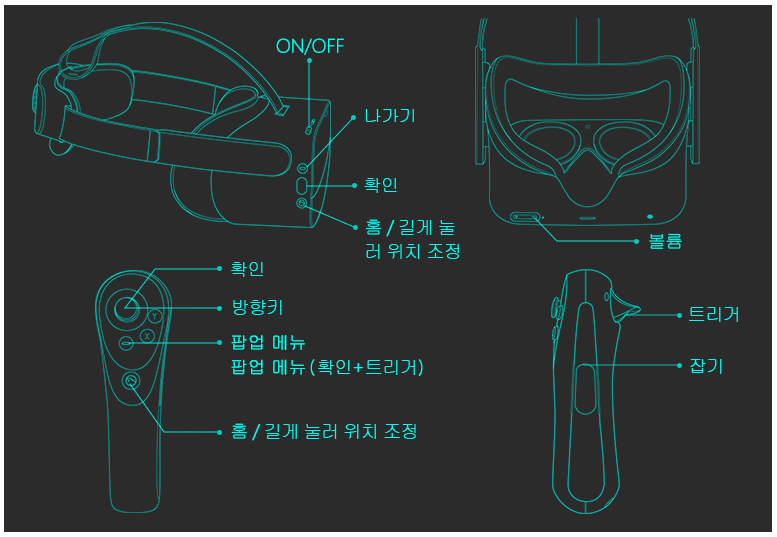 ON/OFF
나가기
확인
홈 / 길게 눌
러 위치 조정
볼륨
확인
방향키
Y
X
팝업 메뉴
팝업 메뉴 (확인+트리거)
홈 / 길게 눌러 위치 조정
트리거
잡기